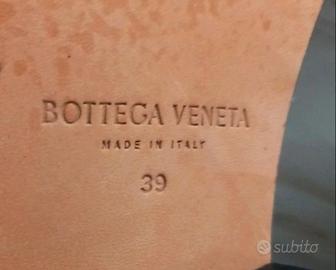 BOTTEGA VENETA
MADE IN ITALY
39
subito